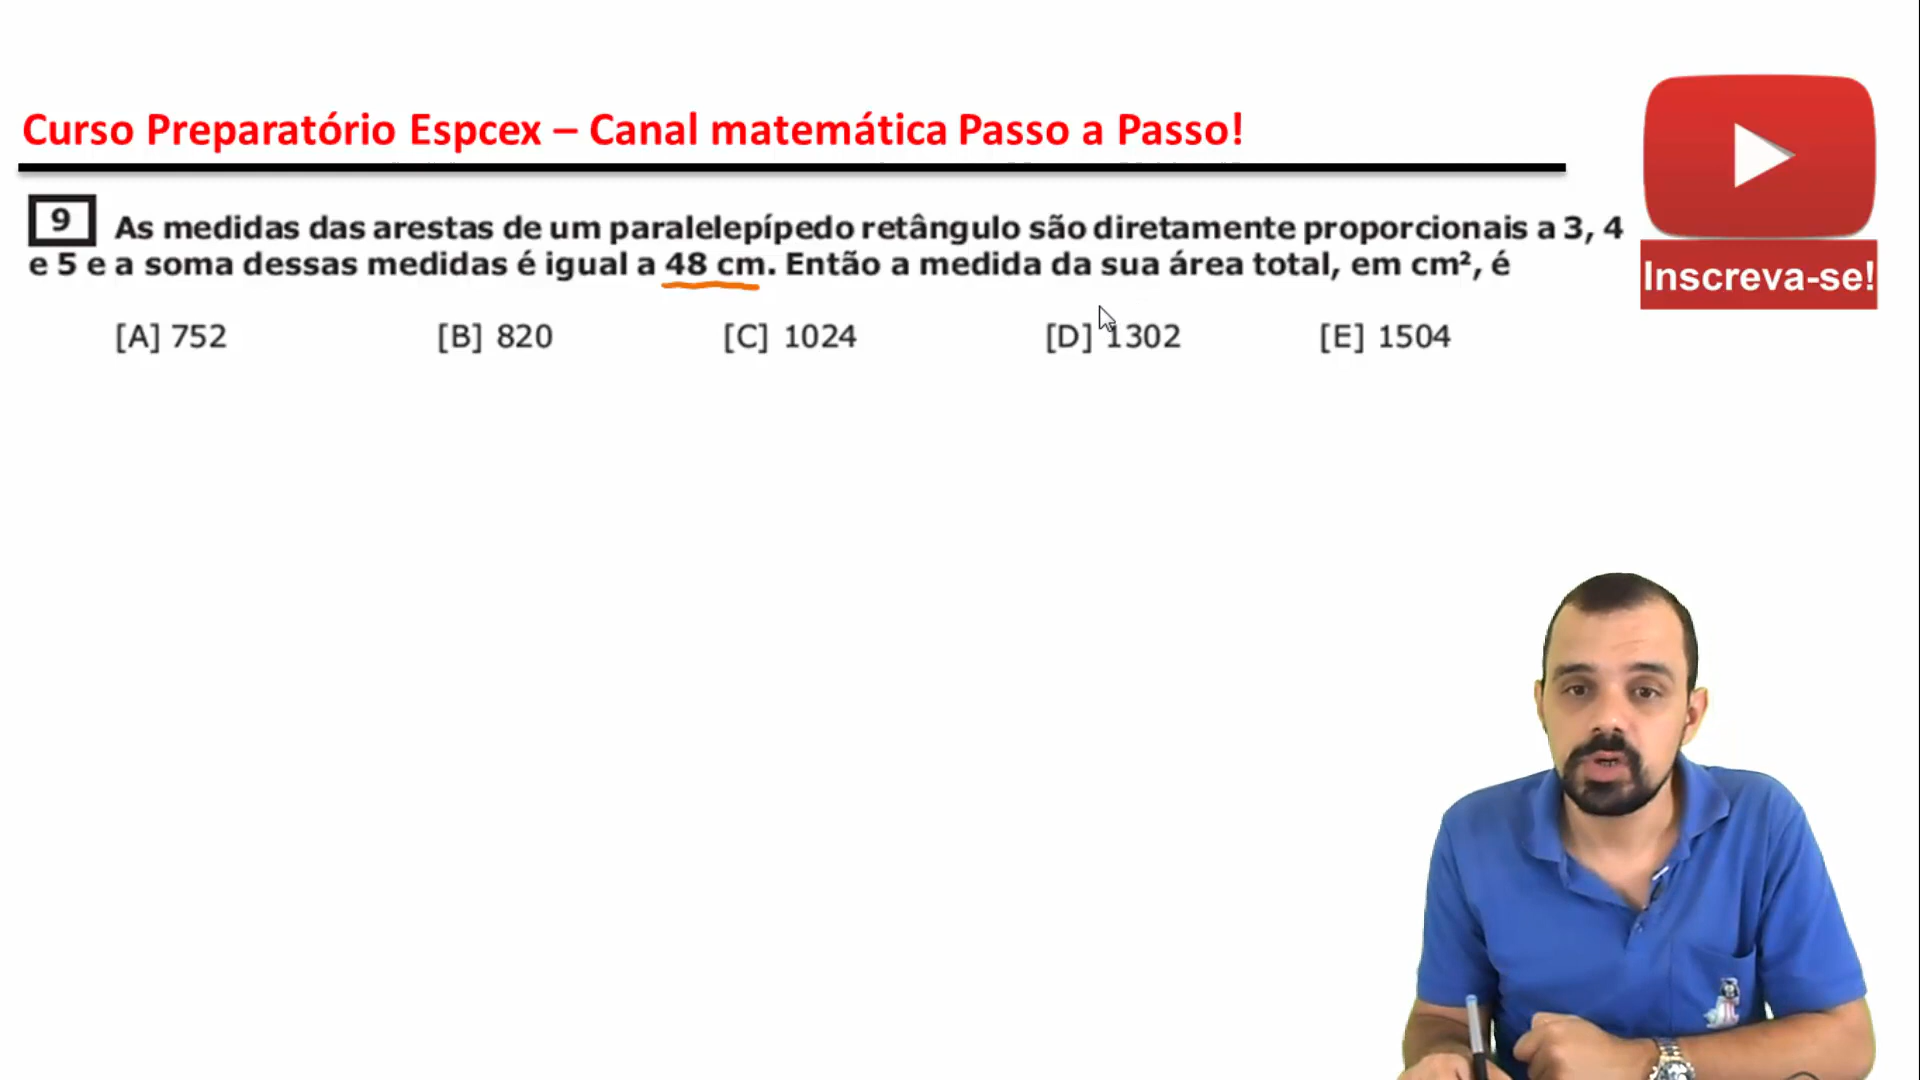 Curso Preparatório Espcex – Canal matemática Passo a Passo!
9 As medidas das arestas de um paralelepípedo retângulo são diretamente proporcionais a 3, 4
e 5 e a soma dessas medidas é igual a 48 cm. Então a medida da sua área total, em cm², é
[A] 752 [B] 820 [C] 1024 [D] 1302 [E] 1504
Inscreva-se!